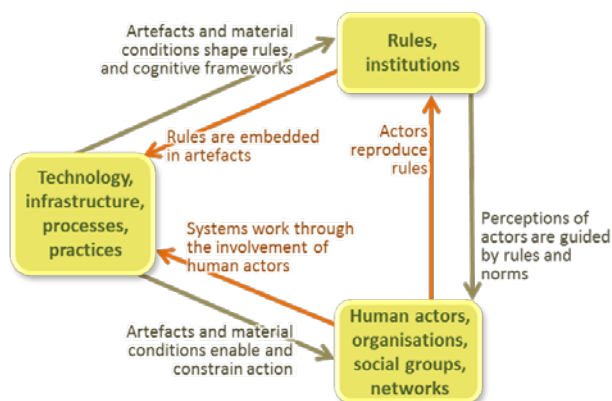 Artefacts and material
conditions shape rules,
and cognitive frameworks
Rules,
institutions
Rules are embedded
in artefacts
Actors
reproduce
rules
Technology,
infrastructure,
processes,
practices
Systems work through
the involvement of
human actors
Perceptions of
actors are guided
by rules and
norms
Artefacts and material
conditions enable and
constrain action
Human actors,
organisations,
social groups,
networks